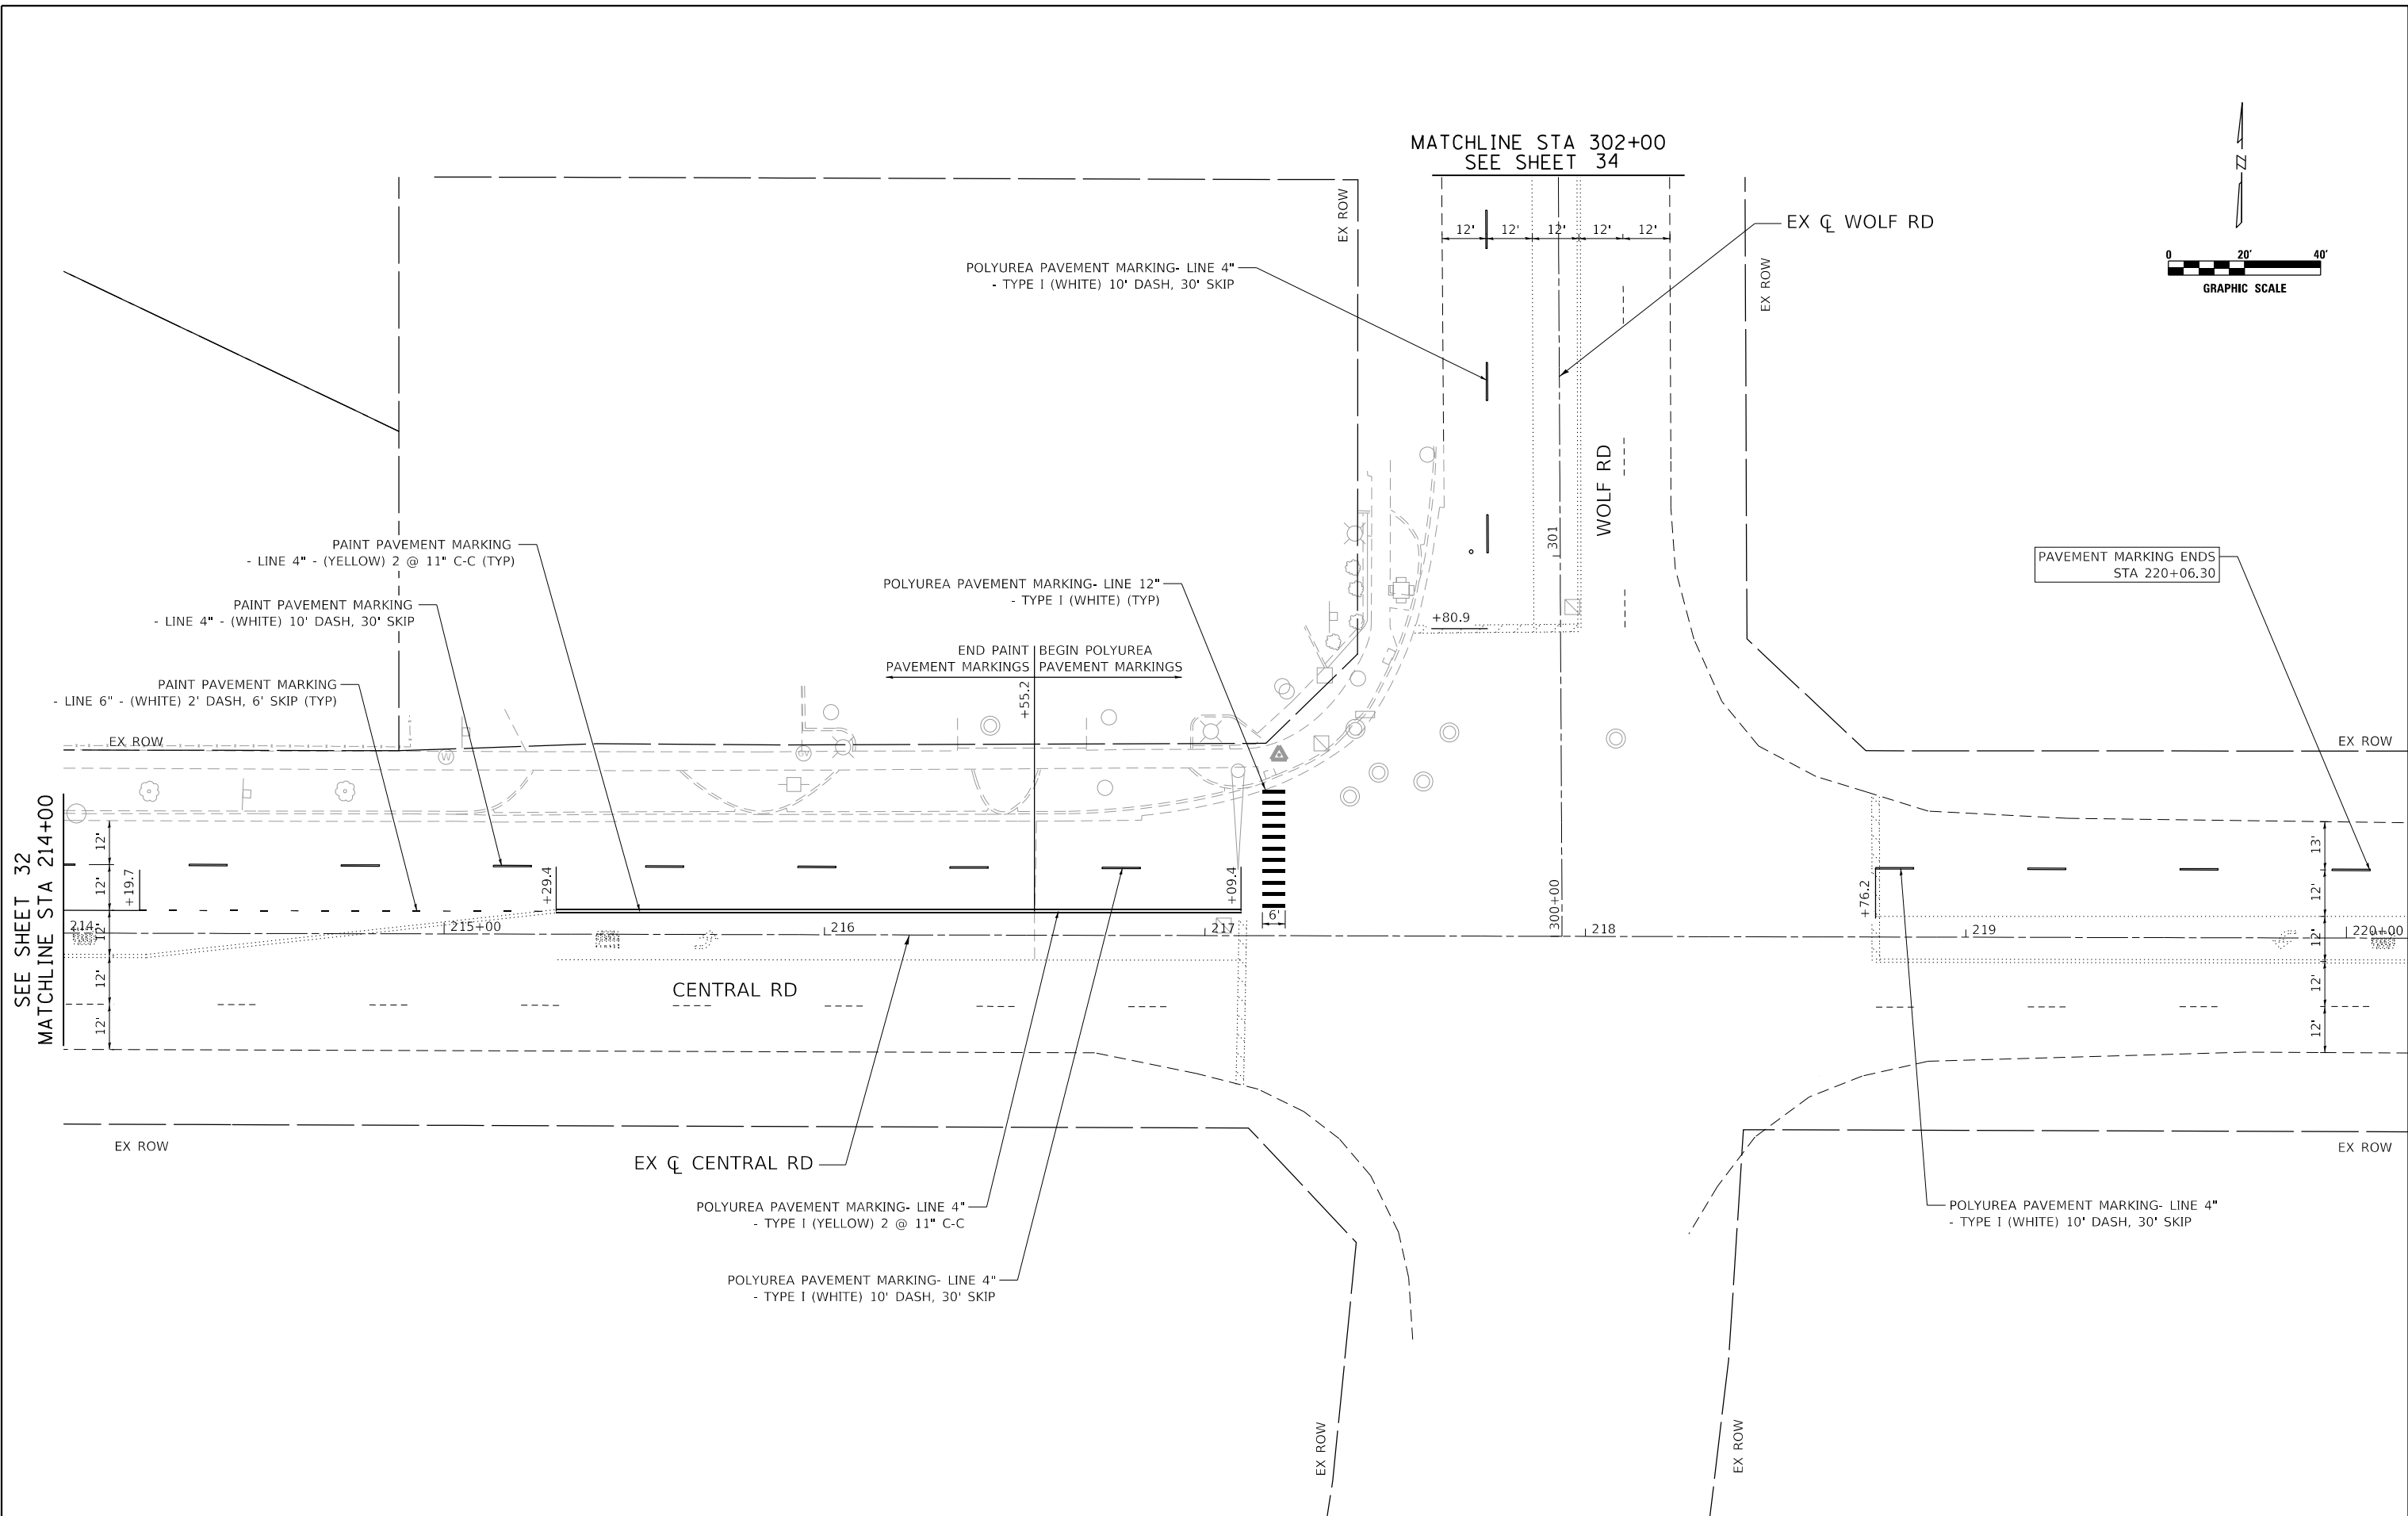 MATCHLINE STA 302+00
SEE SHEET 34
EX ROW
12' 12' 12' 12' 12'
EX ℄ WOLF RD
EX ROW
0 20' 40'
GRAPHIC SCALE
POLYUREA PAVEMENT MARKING- LINE 4"
- TYPE I (WHITE) 10' DASH, 30' SKIP
WOLF RD
301
PAINT PAVEMENT MARKING
- LINE 4" - (YELLOW) 2 @ 11" C-C (TYP)
PAVEMENT MARKING ENDS
STA 220+06.30
POLYUREA PAVEMENT MARKING- LINE 12"
- TYPE I (WHITE) (TYP)
PAINT PAVEMENT MARKING
- LINE 4" - (WHITE) 10' DASH, 30' SKIP
+80.9
END PAINT BEGIN POLYUREA
PAVEMENT MARKINGS PAVEMENT MARKINGS
PAINT PAVEMENT MARKING
- LINE 6" - (WHITE) 2' DASH, 6' SKIP (TYP)
+55.2
EX ROW
W
W
EX ROW
SEE SHEET 32
MATCHLINE STA 214+00
12'
12'
12'
12'
12'
+19.7
+29.4
+09.4
6'
300+00
+76.2
13'
12'
12'
12'
12'
214
215+00
216
217
218
219
220+00
CENTRAL RD
EX ROW
EX ROW
EX ℄ CENTRAL RD
POLYUREA PAVEMENT MARKING- LINE 4"
- TYPE I (YELLOW) 2 @ 11" C-C
POLYUREA PAVEMENT MARKING- LINE 4"
- TYPE I (WHITE) 10' DASH, 30' SKIP
POLYUREA PAVEMENT MARKING- LINE 4"
- TYPE I (WHITE) 10' DASH, 30' SKIP
EX ROW
EX ROW